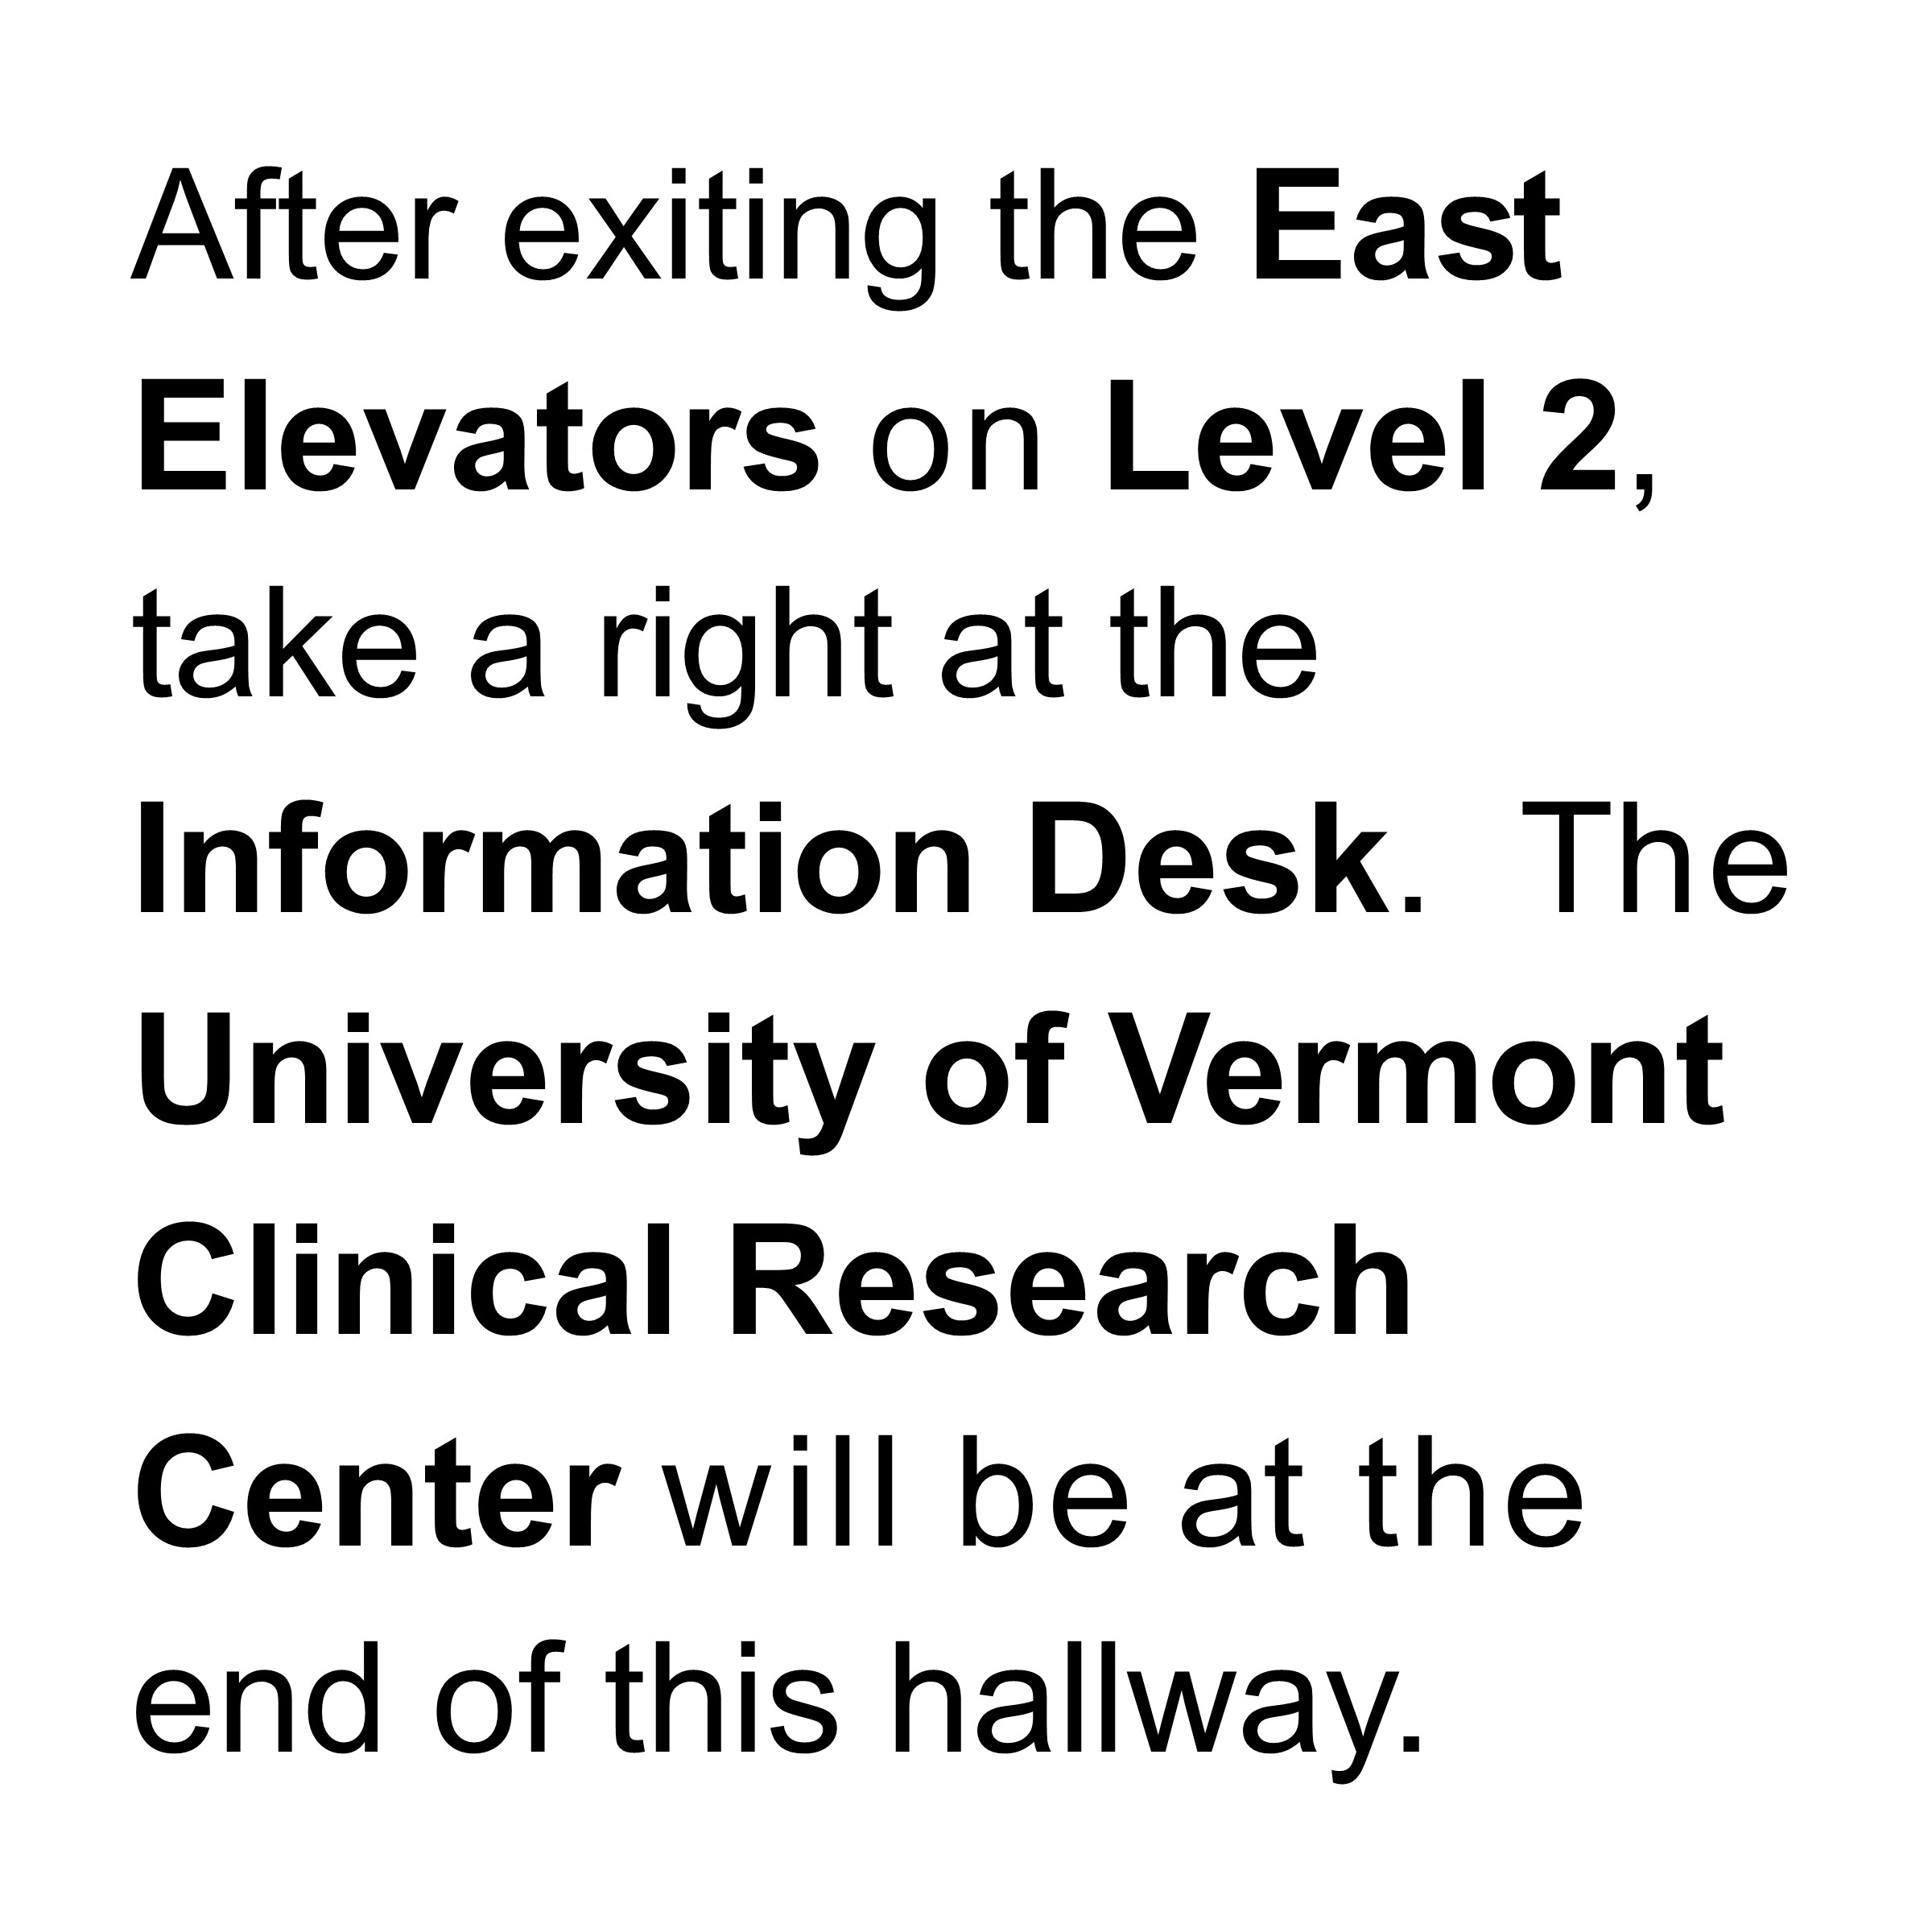 After exiting the East
Elevators on Level 2,
take a right at the
Information Desk. The
University of Vermont
Clinical Research
Center will be at the
end of this hallway.